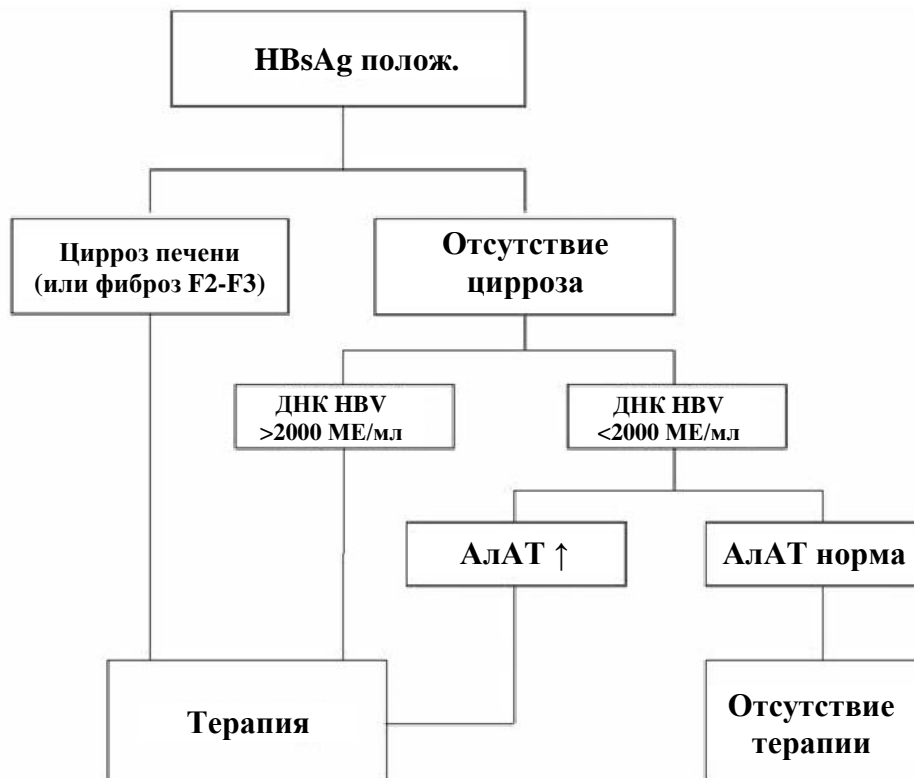 HBsAg полож.
Цирроз печени
(или фиброз F2-F3)
Отсутствие
цирроза
ДНК HBV
>2000 МЕ/мл
ДНК HBV
<2000 МЕ/мл
АлАТ ↑
АлАТ норма
Терапия
Отсутствие
терапии